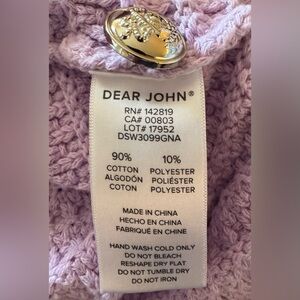 DEAR JOHN®
RN# 142819
CA# 00803
LOT# 17952
DSW3099GNA
90% 10%
COTTON POLYESTER
ALGODÓN POLIÉSTER
COTON POLYESTER
MADE IN CHINA
HECHO EN CHINA
FABRIQUÉ EN CHINE
HAND WASH COLD ONLY
DO NOT BLEACH
RESHAPE DRY FLAT
DO NOT TUMBLE DRY
DO NOT IRON